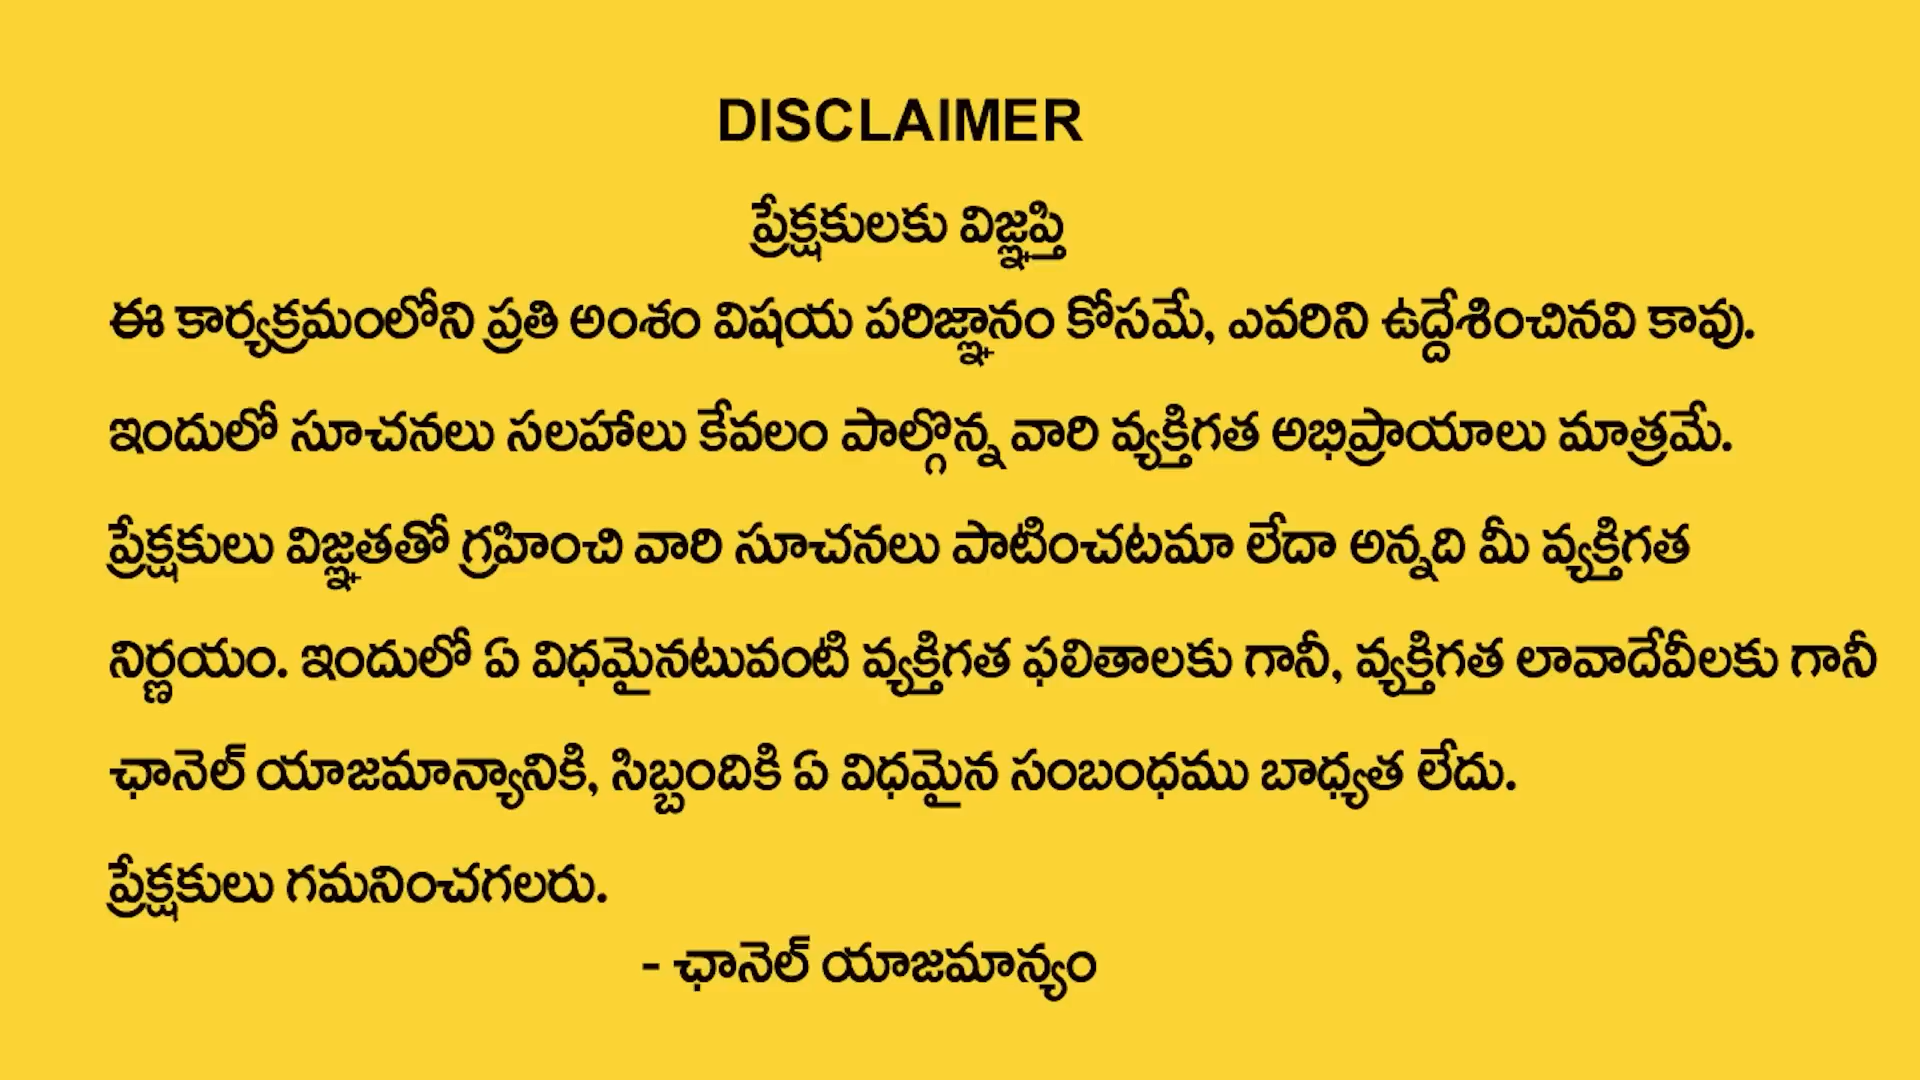 DISCLAIMER
ప్రేక్షకులకు విజ్ఞప్తి
ఈ కార్యక్రమంలోని ప్రతి అంశం విషయ పరిజ్ఞానం కోసమే, ఎవరిని ఉద్దేశించినవి కావు.
ఇందులో సూచనలు సలహాలు కేవలం పాల్గొన్న వారి వ్యక్తిగత అభిప్రాయాలు మాత్రమే.
ప్రేక్షకులు విజ్ఞతతో గ్రహించి వారి సూచనలు పాటించటమా లేదా అన్నది మీ వ్యక్తిగత
నిర్ణయం. ఇందులో ఏ విధమైనటువంటి వ్యక్తిగత ఫలితాలకు గానీ, వ్యక్తిగత లావాదేవీలకు గానీ
ఛానెల్ యాజమాన్యానికి, సిబ్బందికి ఏ విధమైన సంబంధము బాధ్యత లేదు.
ప్రేక్షకులు గమనించగలరు.
- ఛానెల్ యాజమాన్యం